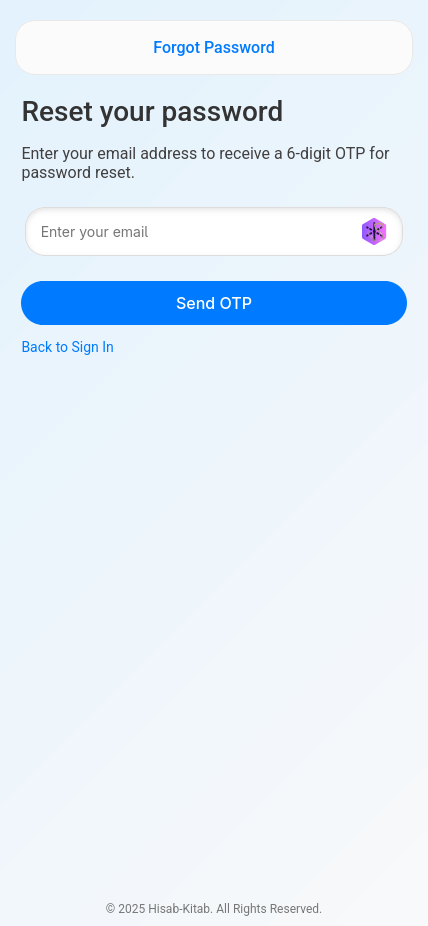 Forgot Password
Reset your password
Enter your email address to receive a 6-digit OTP for
password reset.
Enter your email
Send OTP
Back to Sign In
© 2025 Hisab-Kitab. All Rights Reserved.